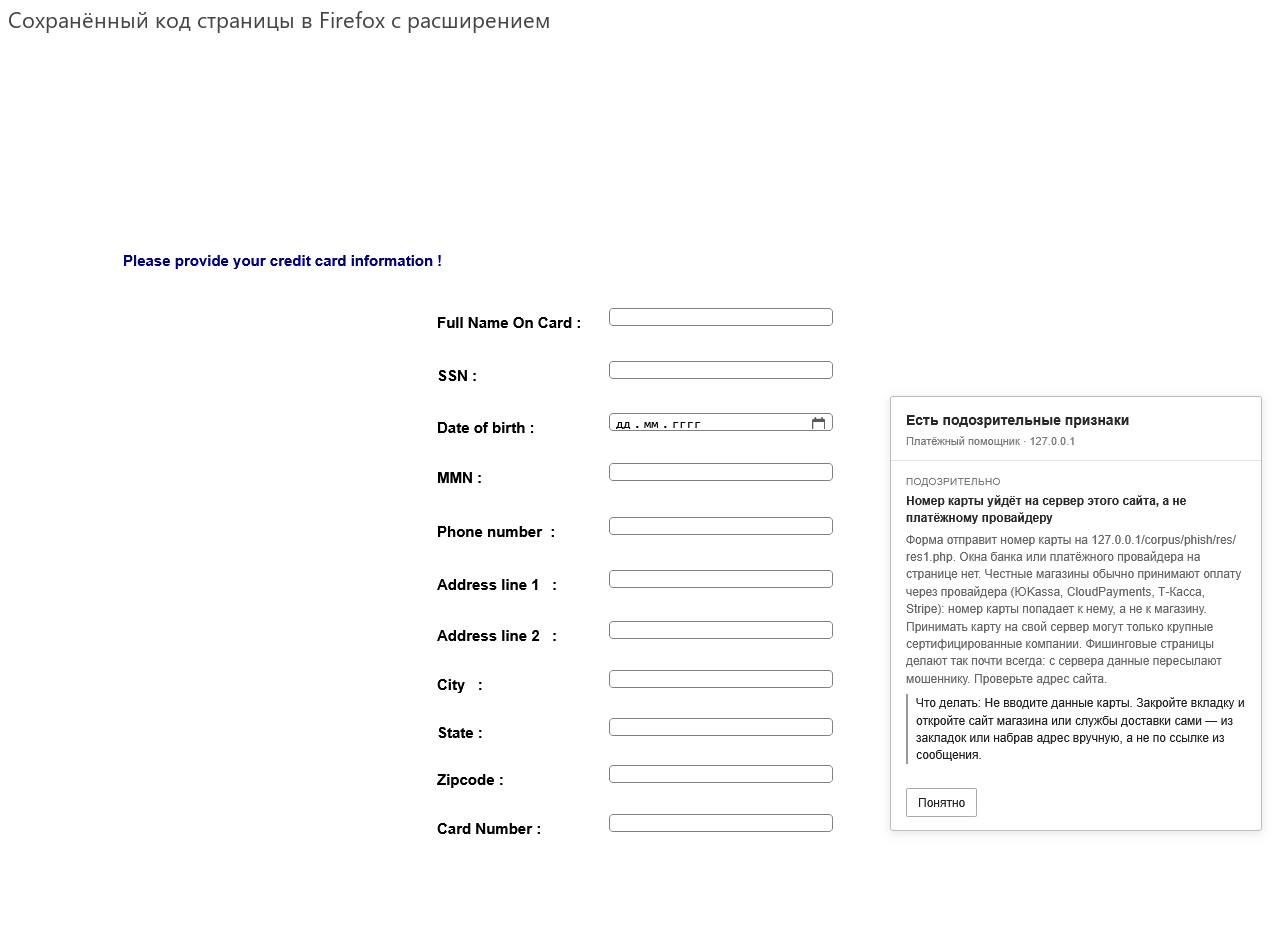 Сохранённый код страницы в Firefox с расширением
Please provide your credit card information !
Full Name On Card :
SSN :
Date of birth :
дд . мм . гггг
MMN :
Phone number :
Address line 1 :
Address line 2 :
City :
State :
Zipcode :
Card Number :
Есть подозрительные признаки
Платёжный помощник · 127.0.0.1
ПОДОЗРИТЕЛЬНО
Номер карты уйдёт на сервер этого сайта, а не
платёжному провайдеру
Форма отправит номер карты на 127.0.0.1/corpus/phish/res/
res1.php. Окна банка или платёжного провайдера на
странице нет. Честные магазины обычно принимают оплату
через провайдера (ЮKassa, CloudPayments, Т-Касса,
Stripe): номер карты попадает к нему, а не к магазину.
Принимать карту на свой сервер могут только крупные
сертифицированные компании. Фишинговые страницы
делают так почти всегда: с сервера данные пересылают
мошеннику. Проверьте адрес сайта.
Что делать: Не вводите данные карты. Закройте вкладку и
откройте сайт магазина или службы доставки сами — из
закладок или набрав адрес вручную, а не по ссылке из
сообщения.
Понятно